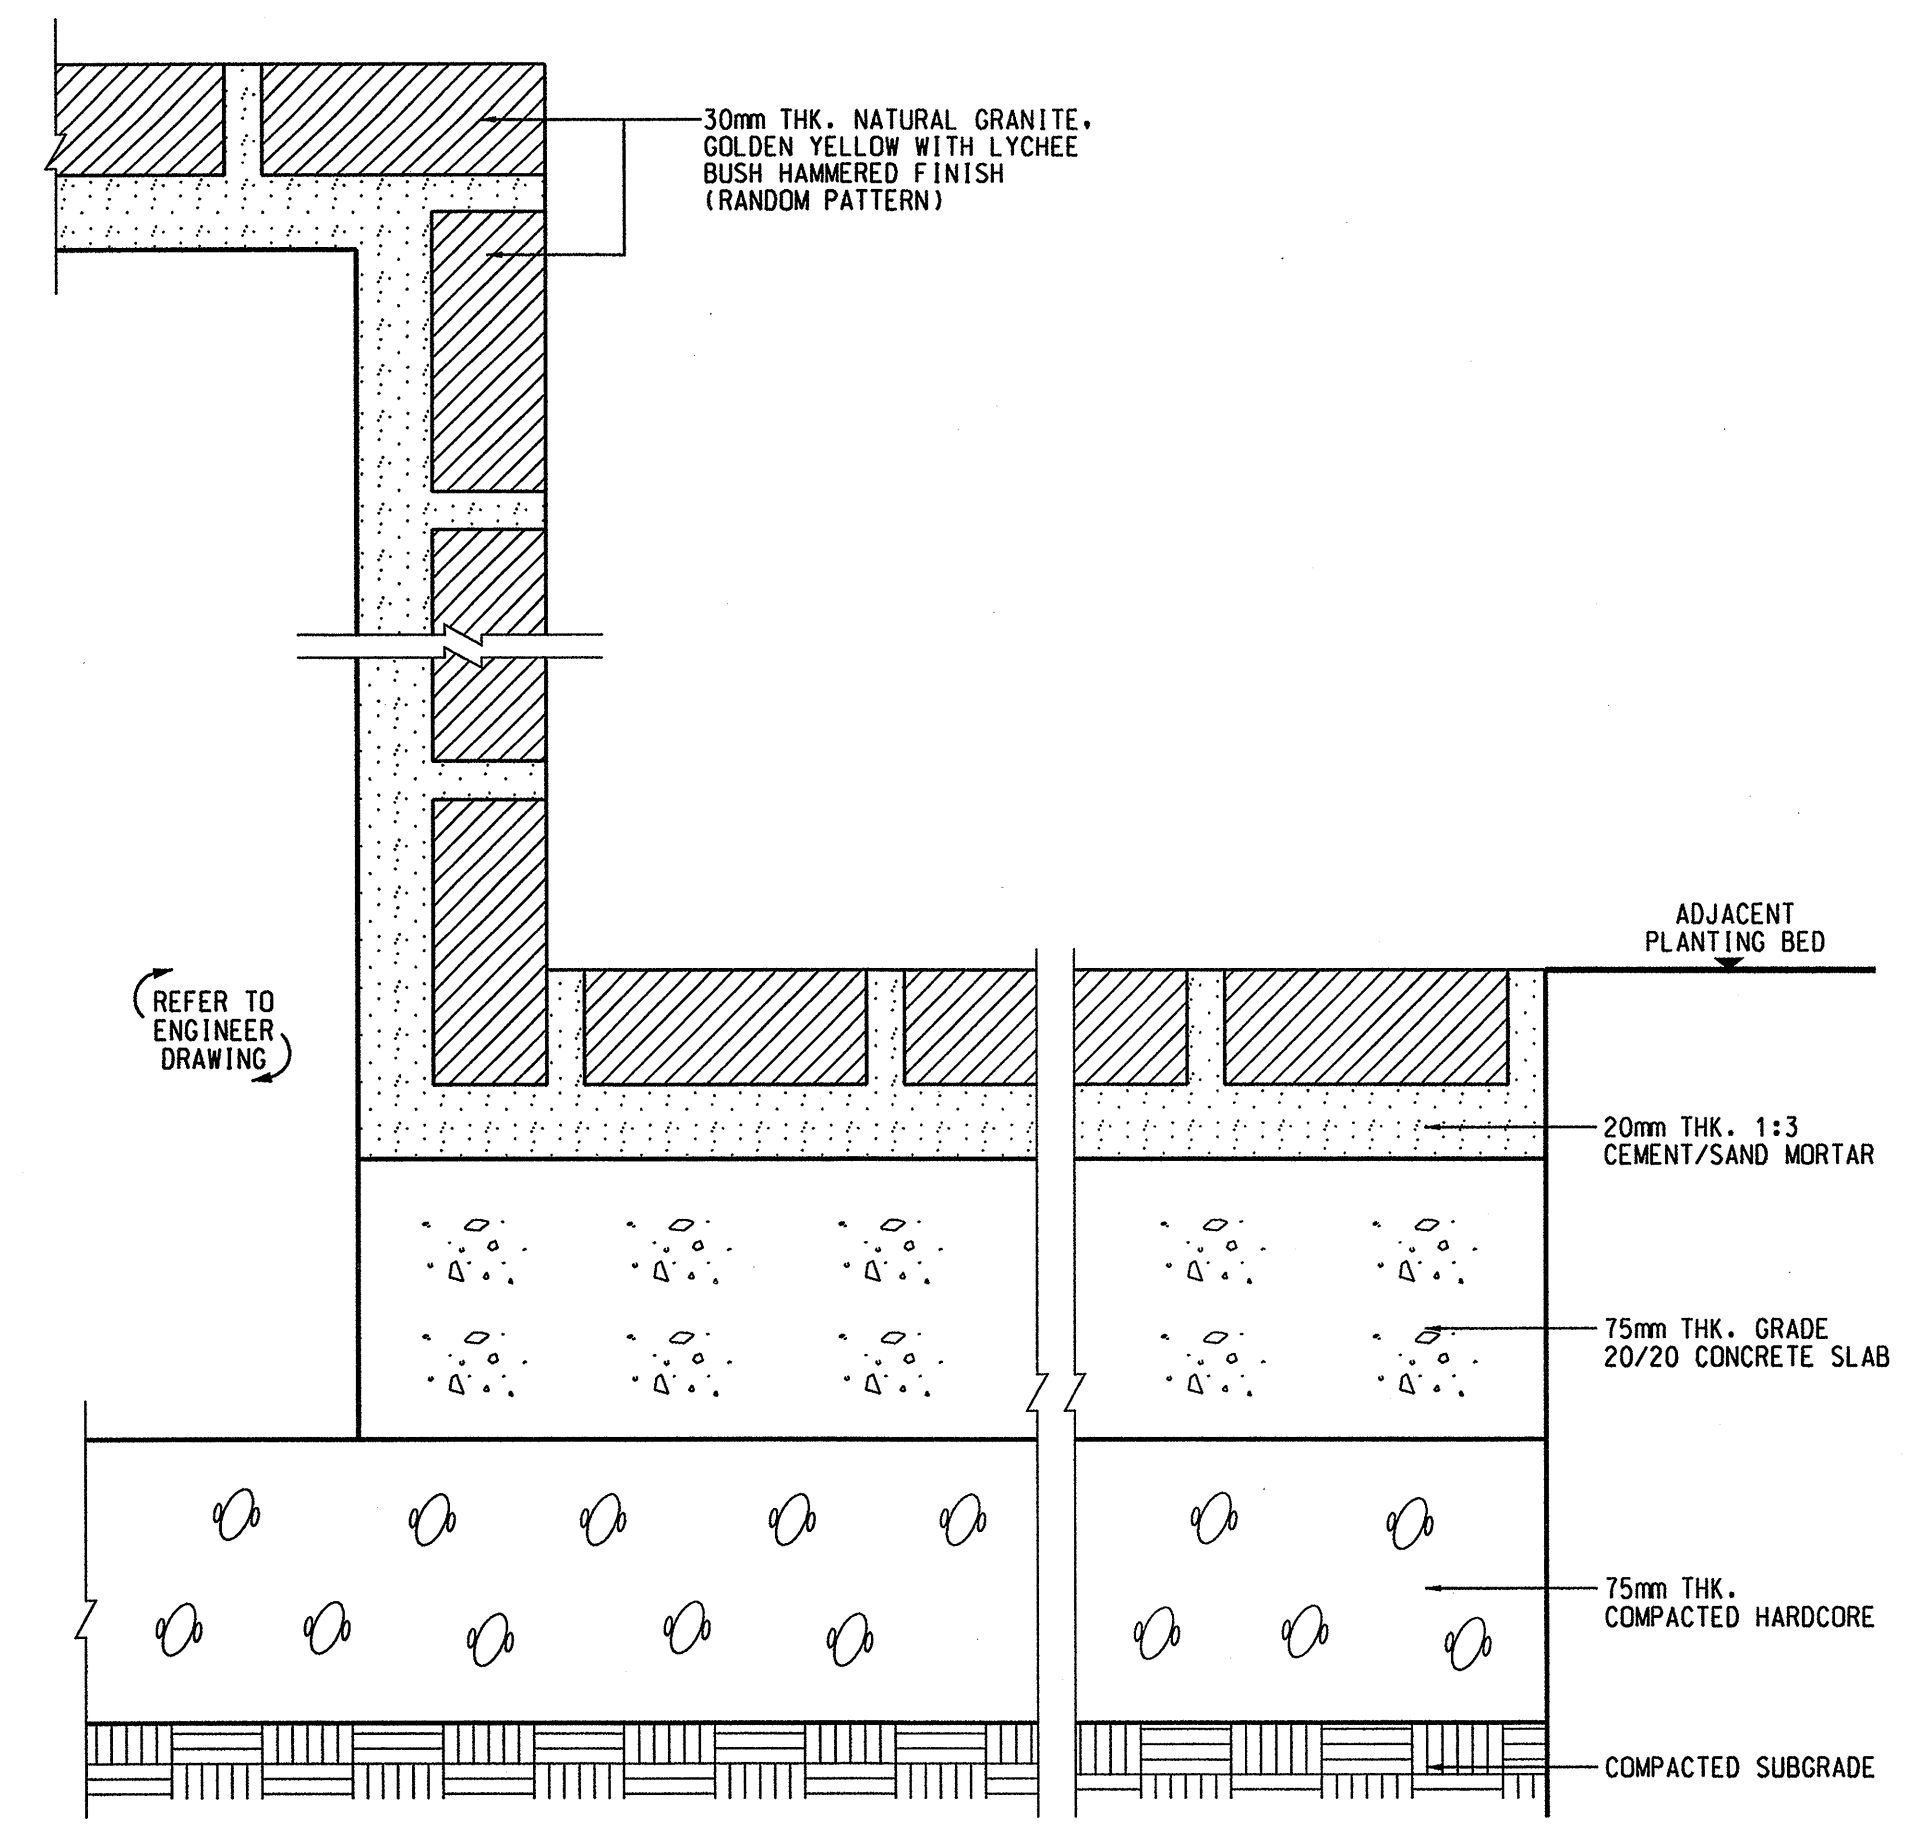 30mm THK. NATURAL GRANITE,
GOLDEN YELLOW WITH LYCHEE
BUSH HAMMERED FINISH
(RANDOM PATTERN)
ADJACENT
PLANTING BED
REFER TO
ENGINEER
DRAWING
20mm THK. 1:3
CEMENT/SAND MORTAR
75mm THK. GRADE
20/20 CONCRETE SLAB
75mm THK.
COMPACTED HARDCORE
COMPACTED SUBGRADE